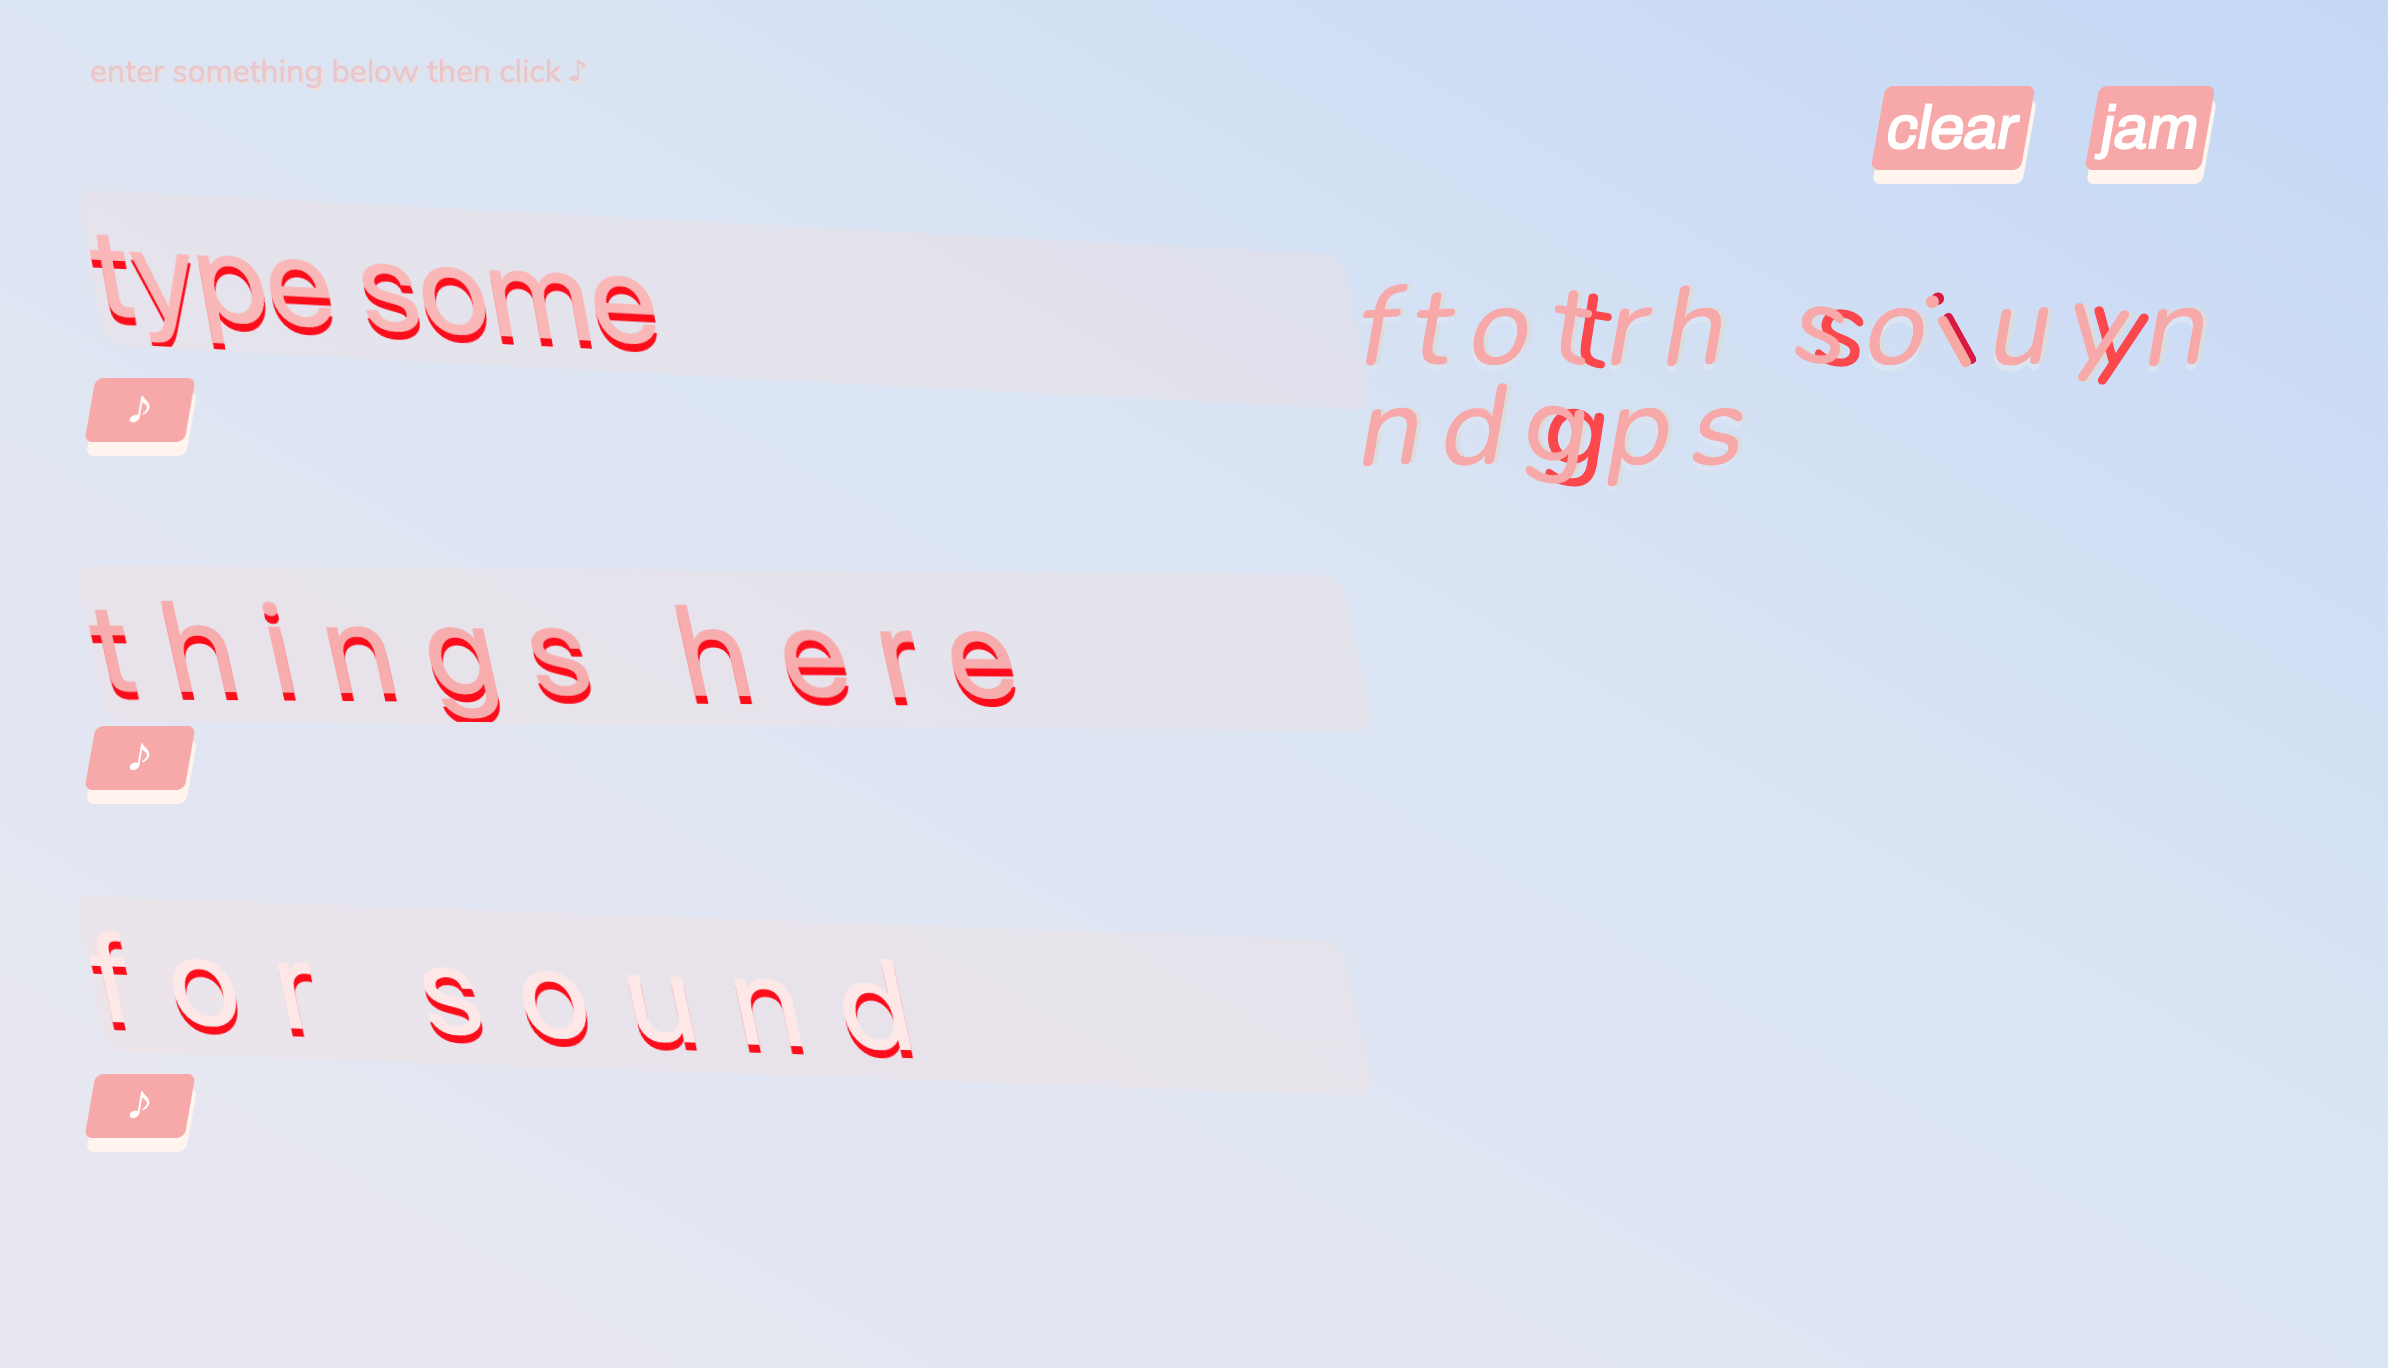 enter something below then click ♪
clear jam
type some
♪
things here
♪
for sound
♪
f t o t t r h s s o i \ u y y n
n d g g p s